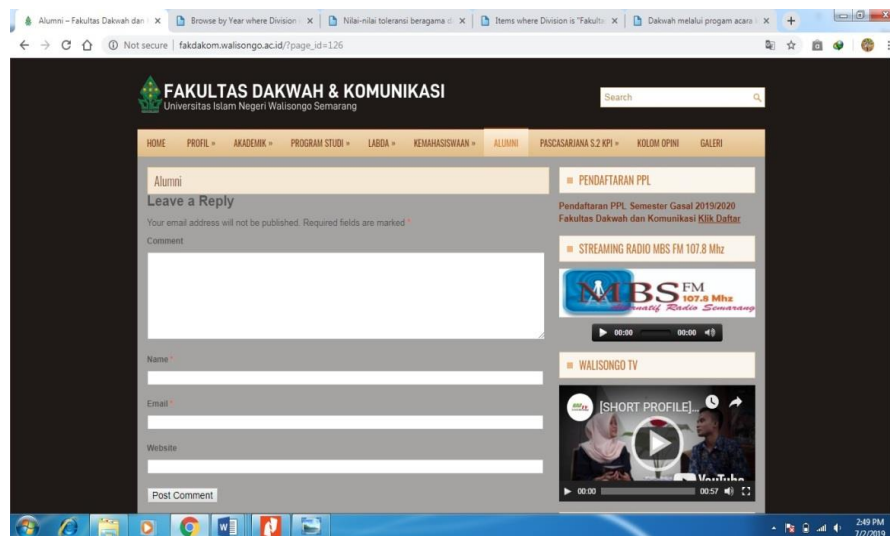 Alumni – Fakultas Dakwah dan
Browse by Year where Division
Nilai-nilai toleransi beragama d
Items where Division is "Fakulta
Dakwah melalui progam acara
Not secure | fakdakom.walisongo.ac.id/?page_id=126
FAKULTAS DAKWAH & KOMUNIKASI
Universitas Islam Negeri Walisongo Semarang
Search
HOME PROFIL » AKADEMIK » PROGRAM STUDI » LABDA » KEMAHASISWAAN » ALUMNI PASCASARJANA S.2 KPI » KOLOM OPINI GALERI
Alumni
Leave a Reply
Your email address will not be published. Required fields are marked *
Comment
Name *
Email *
Website
Post Comment
PENDAFTARAN PPL
Pendaftaran PPL Semester Gasal 2019/2020
Fakultas Dakwah dan Komunikasi Klik Daftar
STREAMING RADIO MBS FM 107.8 Mhz
MBS FM
107.8 Mhz
Radio Semarang
00:00 00:00
WALISONGO TV
[SHORT PROFILE]...
YouTube
00:00 00:57
2:49 PM
7/2/2019